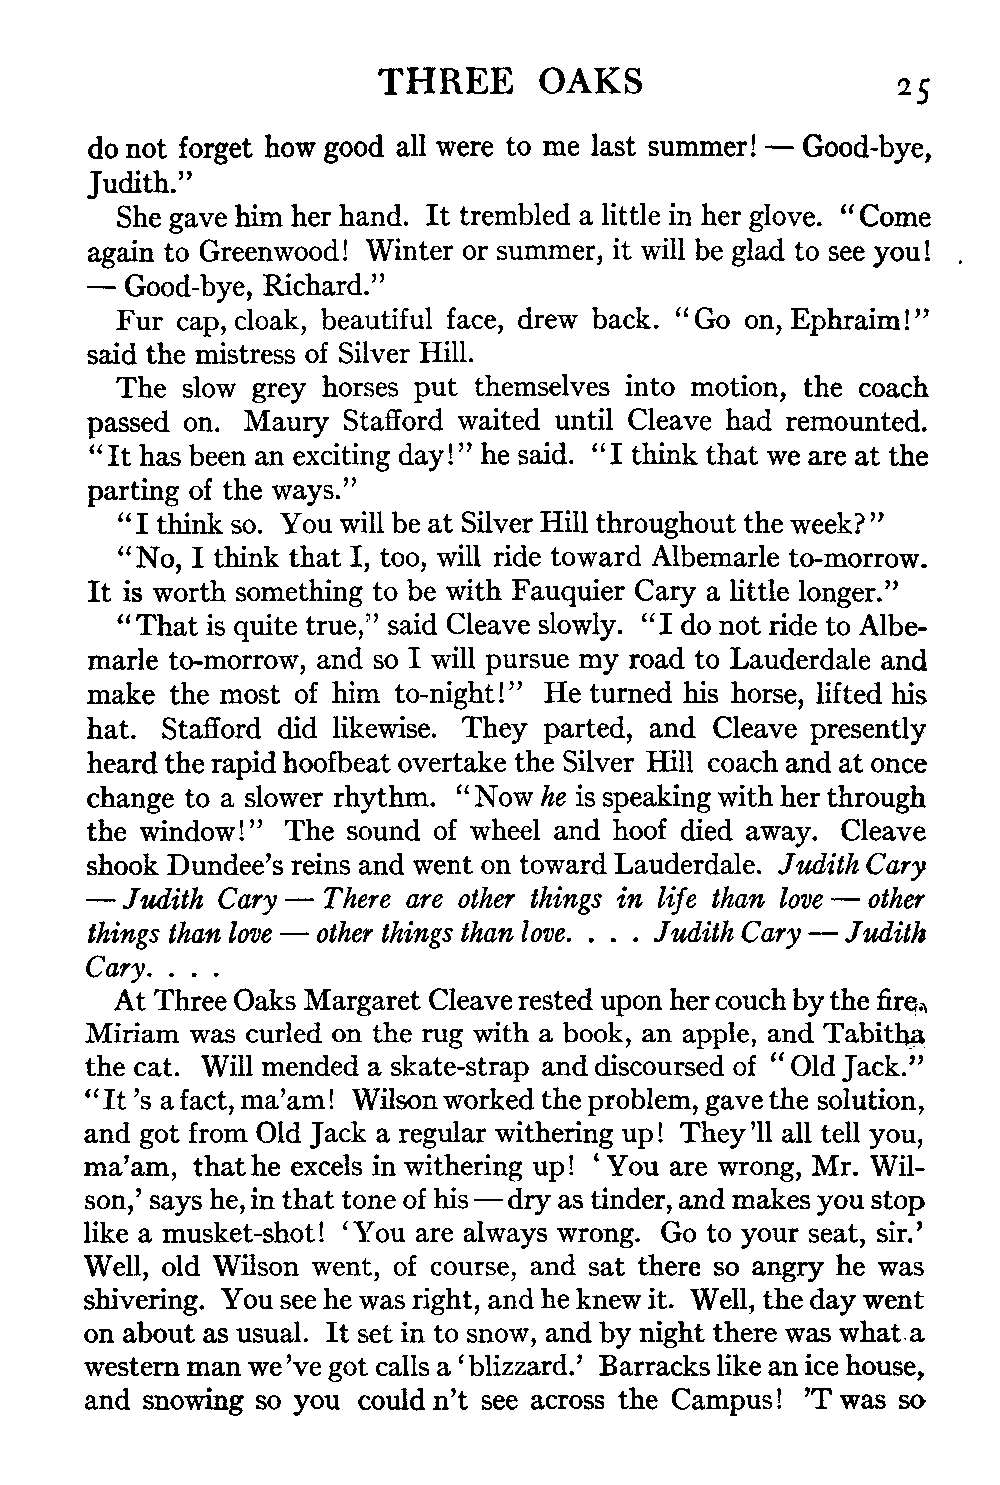 THREE OAKS 25
do not forget how good all were to me last summer! — Good-bye,
Judith.”
She gave him her hand. It trembled a little in her glove. “Come
again to Greenwood! Winter or summer, it will be glad to see you!
— Good-bye, Richard.”
Fur cap, cloak, beautiful face, drew back. “Go on, Ephraim!”
said the mistress of Silver Hill.
The slow grey horses put themselves into motion, the coach
passed on. Maury Stafford waited until Cleave had remounted.
“It has been an exciting day!” he said. “I think that we are at the
parting of the ways.”
“I think so. You will be at Silver Hill throughout the week?”
“No, I think that I, too, will ride toward Albemarle to-morrow.
It is worth something to be with Fauquier Cary a little longer.”
“That is quite true,” said Cleave slowly. “I do not ride to Albe-
marle to-morrow, and so I will pursue my road to Lauderdale and
make the most of him to-night!” He turned his horse, lifted his
hat. Stafford did likewise. They parted, and Cleave presently
heard the rapid hoofbeat overtake the Silver Hill coach and at once
change to a slower rhythm. “Now he is speaking with her through
the window!” The sound of wheel and hoof died away. Cleave
shook Dundee’s reins and went on toward Lauderdale. Judith Cary
— Judith Cary — There are other things in life than love — other
things than love — other things than love. . . . Judith Cary — Judith
Cary. . . .
At Three Oaks Margaret Cleave rested upon her couch by the fire.
Miriam was curled on the rug with a book, an apple, and Tabitha
the cat. Will mended a skate-strap and discoursed of “Old Jack.”
“It ’s a fact, ma’am! Wilson worked the problem, gave the solution,
and got from Old Jack a regular withering up! They ’ll all tell you,
ma’am, that he excels in withering up! ‘You are wrong, Mr. Wil-
son,’ says he, in that tone of his — dry as tinder, and makes you stop
like a musket-shot! ‘You are always wrong. Go to your seat, sir.’
Well, old Wilson went, of course, and sat there so angry he was
shivering. You see he was right, and he knew it. Well, the day went
on about as usual. It set in to snow, and by night there was what a
western man we ’ve got calls a ‘blizzard.’ Barracks like an ice house,
and snowing so you could n’t see across the Campus! ’T was so